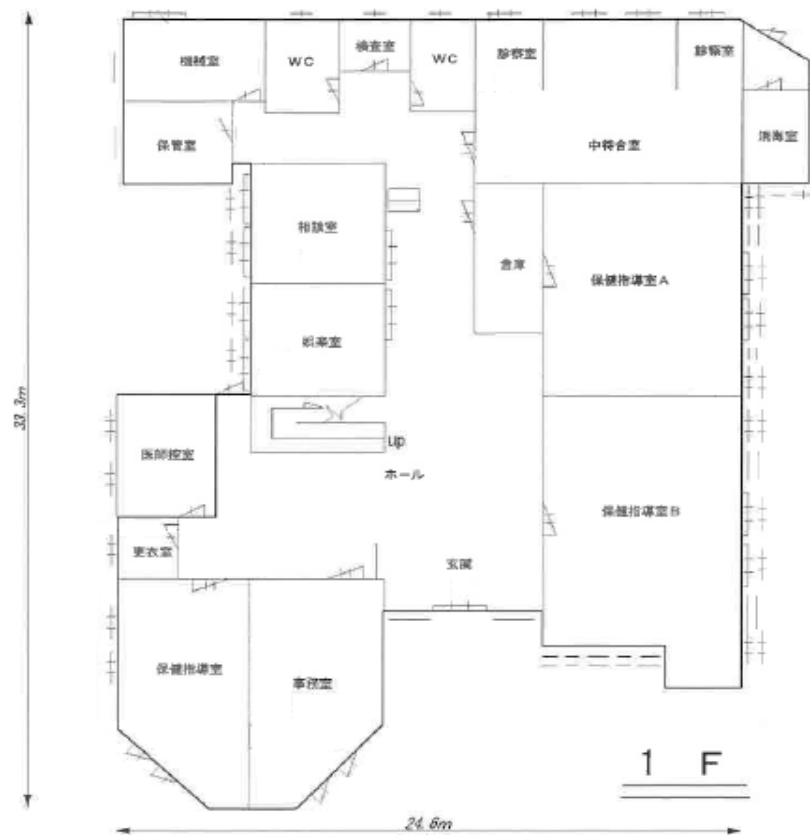 機械室
WC
検査室
WC
診察室
診察室
保管室
中待合室
消毒室
相談室
倉庫
保健指導室A
娯楽室
医師控室
up
ホール
保健指導室B
更衣室
玄関
保健指導室
事務室
33.3m
24.6m
1 F